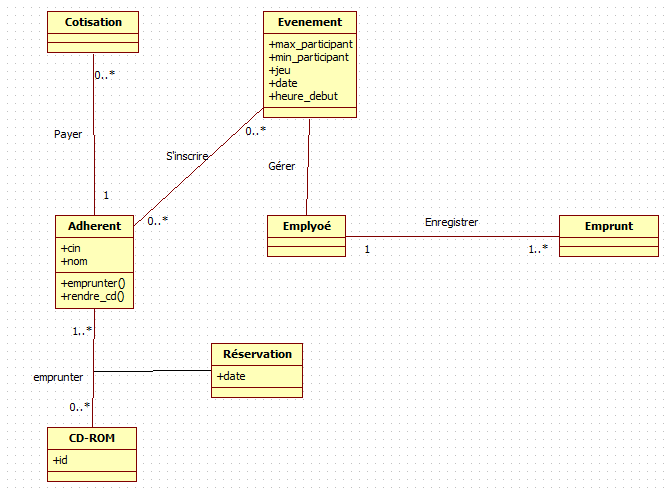 Cotisation
Evenement
+max_participant
+min_participant
+jeu
+date
+heure_debut
0..*
0..*
Payer
S'inscrire
Gérer
1
0..*
Adherent
+cin
+nom
+emprunter()
+rendre_cd()
Emplyoé
Enregistrer
1
1..*
Emprunt
1..*
Réservation
+date
emprunter
0..*
CD-ROM
+id